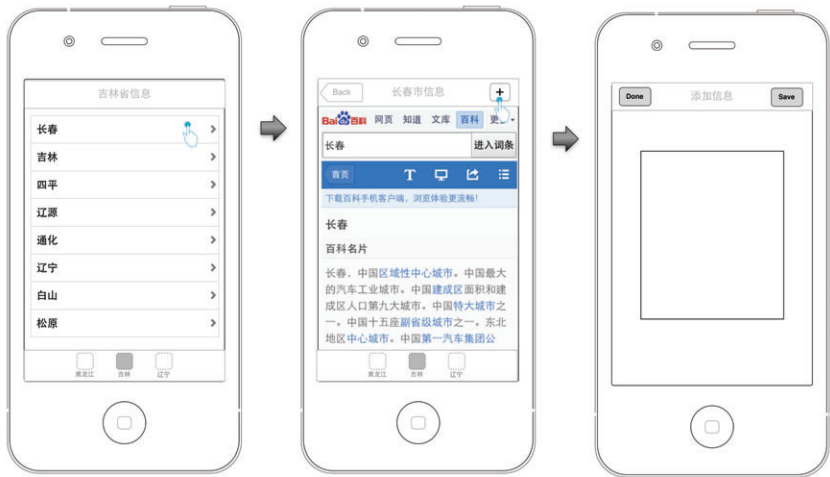 吉林省信息
长春
吉林
四平
辽源
通化
辽宁
白山
松原
黑龙江 吉林 辽宁
Back 长春市信息 +
Bai百科 网页 知道 文库 百科
长春 进入词条
首页 T
下载百科手机客户端，浏览体验更流畅！
长春
百科名片
长春，中国区域性中心城市。中国最大
的汽车工业城市。中国建成区面积和建
成区人口第九大城市。中国特大城市之
一。中国十五座副省级城市之一。东北
地区中心城市。中国第一汽车集团公
黑龙江 吉林 辽宁
Done 添加信息 Save